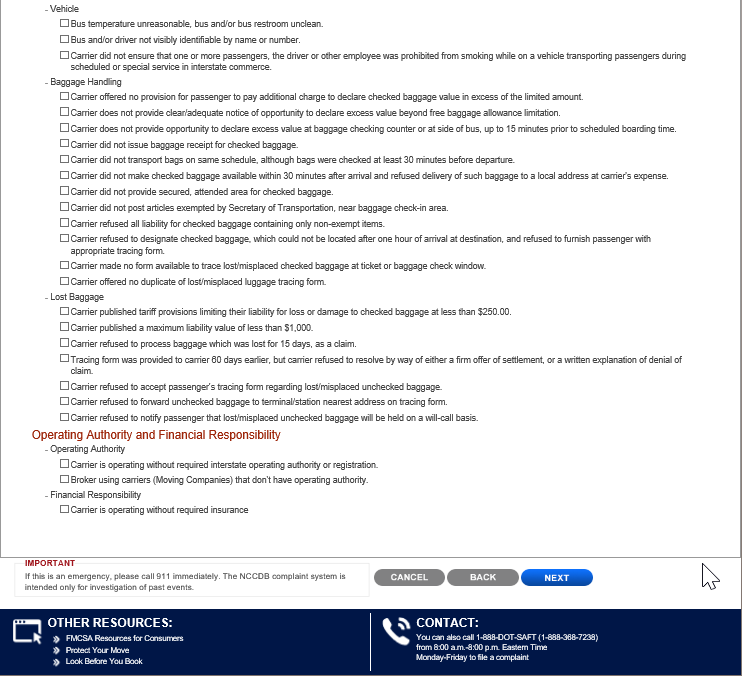 - Vehicle
Bus temperature unreasonable, bus and/or bus restroom unclean.
Bus and/or driver not visibly identifiable by name or number.
Carrier did not ensure that one or more passengers, the driver or other employee was prohibited from smoking while on a vehicle transporting passengers during
scheduled or special service in interstate commerce.
- Baggage Handling
Carrier offered no provision for passenger to pay additional charge to declare checked baggage value in excess of the limited amount.
Carrier does not provide clear/adequate notice of opportunity to declare excess value beyond free baggage allowance limitation.
Carrier does not provide opportunity to declare excess value at baggage checking counter or at side of bus, up to 15 minutes prior to scheduled boarding time.
Carrier did not issue baggage receipt for checked baggage.
Carrier did not transport bags on same schedule, although bags were checked at least 30 minutes before departure.
Carrier did not make checked baggage available within 30 minutes after arrival and refused delivery of such baggage to a local address at carrier's expense.
Carrier did not provide secured, attended area for checked baggage.
Carrier did not post articles exempted by Secretary of Transportation, near baggage check-in area.
Carrier refused all liability for checked baggage containing only non-exempt items.
Carrier refused to designate checked baggage, which could not be located after one hour of arrival at destination, and refused to furnish passenger with
appropriate tracing form.
Carrier made no form available to trace lost/misplaced checked baggage at ticket or baggage check window.
Carrier offered no duplicate of lost/misplaced luggage tracing form.
- Lost Baggage
Carrier published tariff provisions limiting their liability for loss or damage to checked baggage at less than $250.00.
Carrier published a maximum liability value of less than $1,000.
Carrier refused to process baggage which was lost for 15 days, as a claim.
Tracing form was provided to carrier 60 days earlier, but carrier refused to resolve by way of either a firm offer of settlement, or a written explanation of denial of
claim.
Carrier refused to accept passenger's tracing form regarding lost/misplaced unchecked baggage.
Carrier refused to forward unchecked baggage to terminal/station nearest address on tracing form.
Carrier refused to notify passenger that lost/misplaced unchecked baggage will be held on a will-call basis.
Operating Authority and Financial Responsibility
- Operating Authority
Carrier is operating without required interstate operating authority or registration.
Broker using carriers (Moving Companies) that don't have operating authority.
- Financial Responsibility
Carrier is operating without required insurance
IMPORTANT
If this is an emergency, please call 911 immediately. The NCCDB complaint system is
intended only for investigation of past events.
CANCEL BACK NEXT
OTHER RESOURCES:
FMCSA Resources for Consumers
Protect Your Move
Look Before You Book
CONTACT:
You can also call 1-888-DOT-SAFT (1-888-368-7238)
from 8:00 a.m.-8:00 p.m. Eastern Time
Monday-Friday to file a complaint